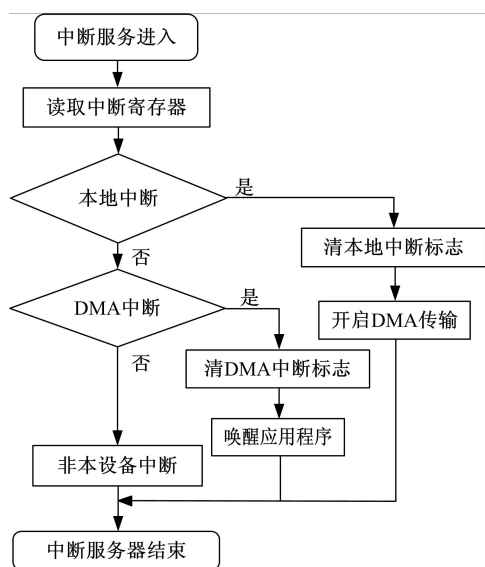 中断服务进入
读取中断寄存器
本地中断
是
清本地中断标志
否
DMA中断
是
开启DMA传输
否
清DMA中断标志
唤醒应用程序
非本设备中断
中断服务器结束